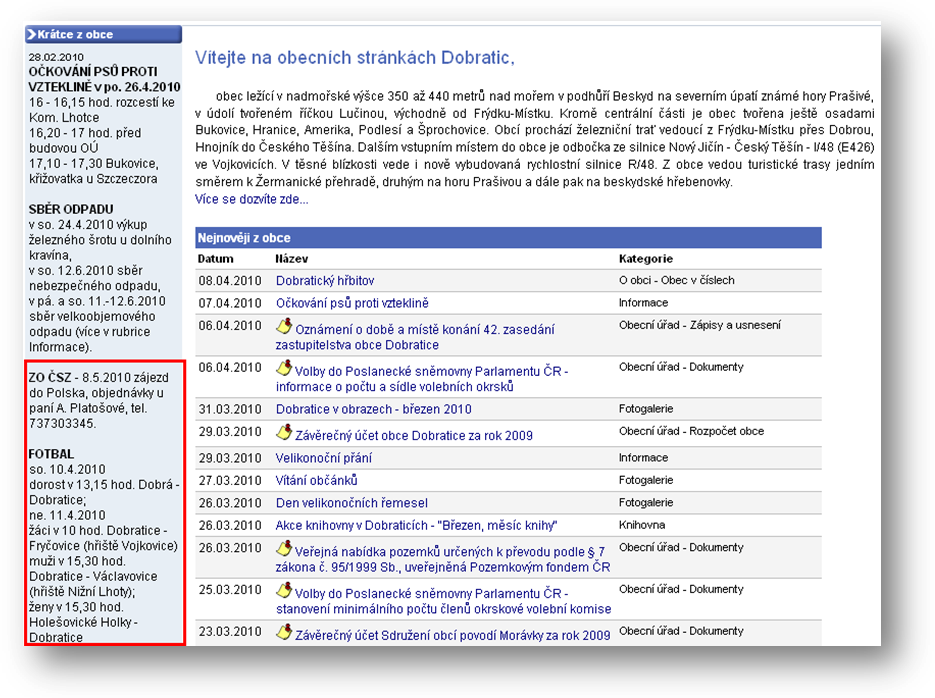 Krátce z obce
28.02.2010
OČKOVÁNÍ PSŮ PROTI
VZTEKLINĚ v po. 26.4.2010
16 - 16,15 hod. rozcestí ke
Kom. Lhotce
16,20 - 17 hod. před
budovou OÚ
17,10 - 17,30 Bukovice,
křižovatka u Szczeczora
SBĚR ODPADU
v so. 24.4.2010 výkup
železného šrotu u dolního
kravína,
v so. 12.6.2010 sběr
nebezpečného odpadu,
v pá. a so. 11.-12.6.2010
sběr velkoobjemového
odpadu (více v rubrice
Informace).
ZO ČSZ - 8.5.2010 zájezd
do Polska, objednávky u
paní A. Platošové, tel.
737303345.
FOTBAL
so. 10.4.2010
dorost v 13,15 hod. Dobrá -
Dobratice;
ne. 11.4.2010
žáci v 10 hod. Dobratice -
Fryčovice (hřiště Vojkovice)
muži v 15,30 hod.
Dobratice - Václavovice
(hřiště Nižní Lhoty);
ženy v 15,30 hod.
Holešovické Holky -
Dobratice
Vítejte na obecních stránkách Dobratic,
obec ležící v nadmořské výšce 350 až 440 metrů nad mořem v podhůří Beskyd na severním úpatí známé hory Prašivé,
v údolí tvořeném říčkou Lučinou, východně od Frýdku-Místku. Kromě centrální části je obec tvořena ještě osadami
Bukovice, Hranice, Amerika, Podlesí a Šprochovice. Obcí prochází železniční trať vedoucí z Frýdku-Místku přes Dobrou,
Hnojník do Českého Těšína. Dalším vstupním místem do obce je odbočka ze silnice Nový Jičín - Český Těšín - I/48 (E426)
ve Vojkovicích. V těsné blízkosti vede i nově vybudovaná rychlostní silnice R/48. Z obce vedou turistické trasy jedním
směrem k Žermanické přehradě, druhým na horu Prašivou a dále pak na beskydské hřebenovky.
Více se dozvíte zde...
Nejnověji z obce
Datum Název Kategorie
08.04.2010 Dobratický hřbitov O obci - Obec v číslech
07.04.2010 Očkování psů proti vzteklině Informace
06.04.2010 Oznámení o době a místě konání 42. zasedání Obecní úřad - Zápisy a usnesení
zastupitelstva obce Dobratice
06.04.2010 Volby do Poslanecké sněmovny Parlamentu ČR - Obecní úřad - Dokumenty
informace o počtu a sídle volebních okrsků
31.03.2010 Dobratice v obrazech - březen 2010 Fotogalerie
29.03.2010 Závěrečný účet obce Dobratice za rok 2009 Obecní úřad - Rozpočet obce
29.03.2010 Velikonoční přání Informace
27.03.2010 Vítání občánků Fotogalerie
26.03.2010 Den velikonočních řemesel Fotogalerie
26.03.2010 Akce knihovny v Dobraticích - "Březen, měsíc knihy" Knihovna
26.03.2010 Veřejná nabídka pozemků určených k převodu podle § 7 Obecní úřad - Dokumenty
zákona č. 95/1999 Sb., uveřejněná Pozemkovým fondem ČR
25.03.2010 Volby do Poslanecké sněmovny Parlamentu ČR - Obecní úřad - Dokumenty
stanovení minimálního počtu členů okrskové volební komise
23.03.2010 Závěrečný účet Sdružení obcí povodí Morávky za rok 2009 Obecní úřad - Dokumenty